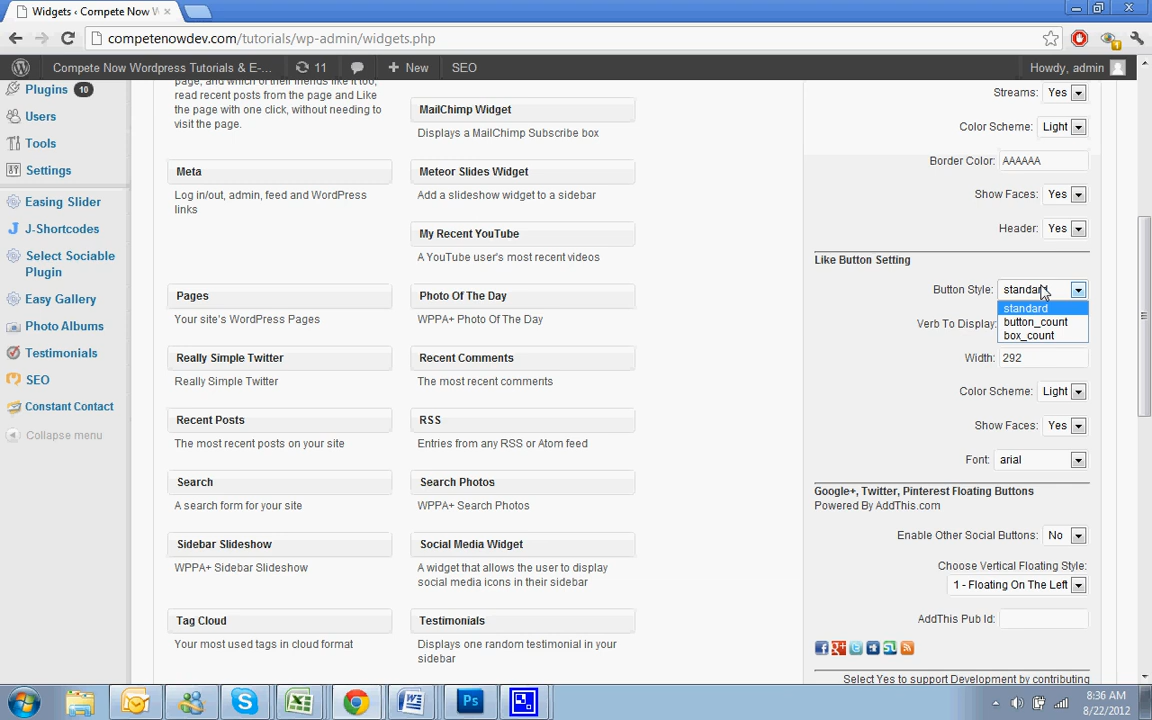 Widgets ‹ Compete Now W
competenowdev.com/tutorials/wp-admin/widgets.php
Compete Now Wordpress Tutorials & E-...
11
New
SEO
Howdy, admin
Plugins 10
Users
Tools
Settings
Easing Slider
J-Shortcodes
Select Sociable
Plugin
Easy Gallery
Photo Albums
Testimonials
SEO
Constant Contact
Collapse menu
page, and which of their friends like it too,
read recent posts from the page and Like
the page with one click, without needing to
visit the page.
MailChimp Widget
Displays a MailChimp Subscribe box
Meta
Log in/out, admin, feed and WordPress
links
Meteor Slides Widget
Add a slideshow widget to a sidebar
My Recent YouTube
A YouTube user's most recent videos
Pages
Your site's WordPress Pages
Photo Of The Day
WPPA+ Photo Of The Day
Really Simple Twitter
Really Simple Twitter
Recent Comments
The most recent comments
Recent Posts
The most recent posts on your site
RSS
Entries from any RSS or Atom feed
Search
A search form for your site
Search Photos
WPPA+ Search Photos
Sidebar Slideshow
WPPA+ Sidebar Slideshow
Social Media Widget
A widget that allows the user to display
social media icons in their sidebar
Tag Cloud
Your most used tags in cloud format
Testimonials
Displays one random testimonial in your
sidebar
Streams: Yes
Color Scheme: Light
Border Color: AAAAAA
Show Faces: Yes
Header: Yes
Like Button Setting
Button Style: standard
standard
button_count
box_count
Verb To Display:
Width: 292
Color Scheme: Light
Show Faces: Yes
Font: arial
Google+, Twitter, Pinterest Floating Buttons
Powered By AddThis.com
Enable Other Social Buttons: No
Choose Vertical Floating Style:
1 - Floating On The Left
AddThis Pub Id:
Select Yes to support Development by contributing
8:36 AM
8/22/2012